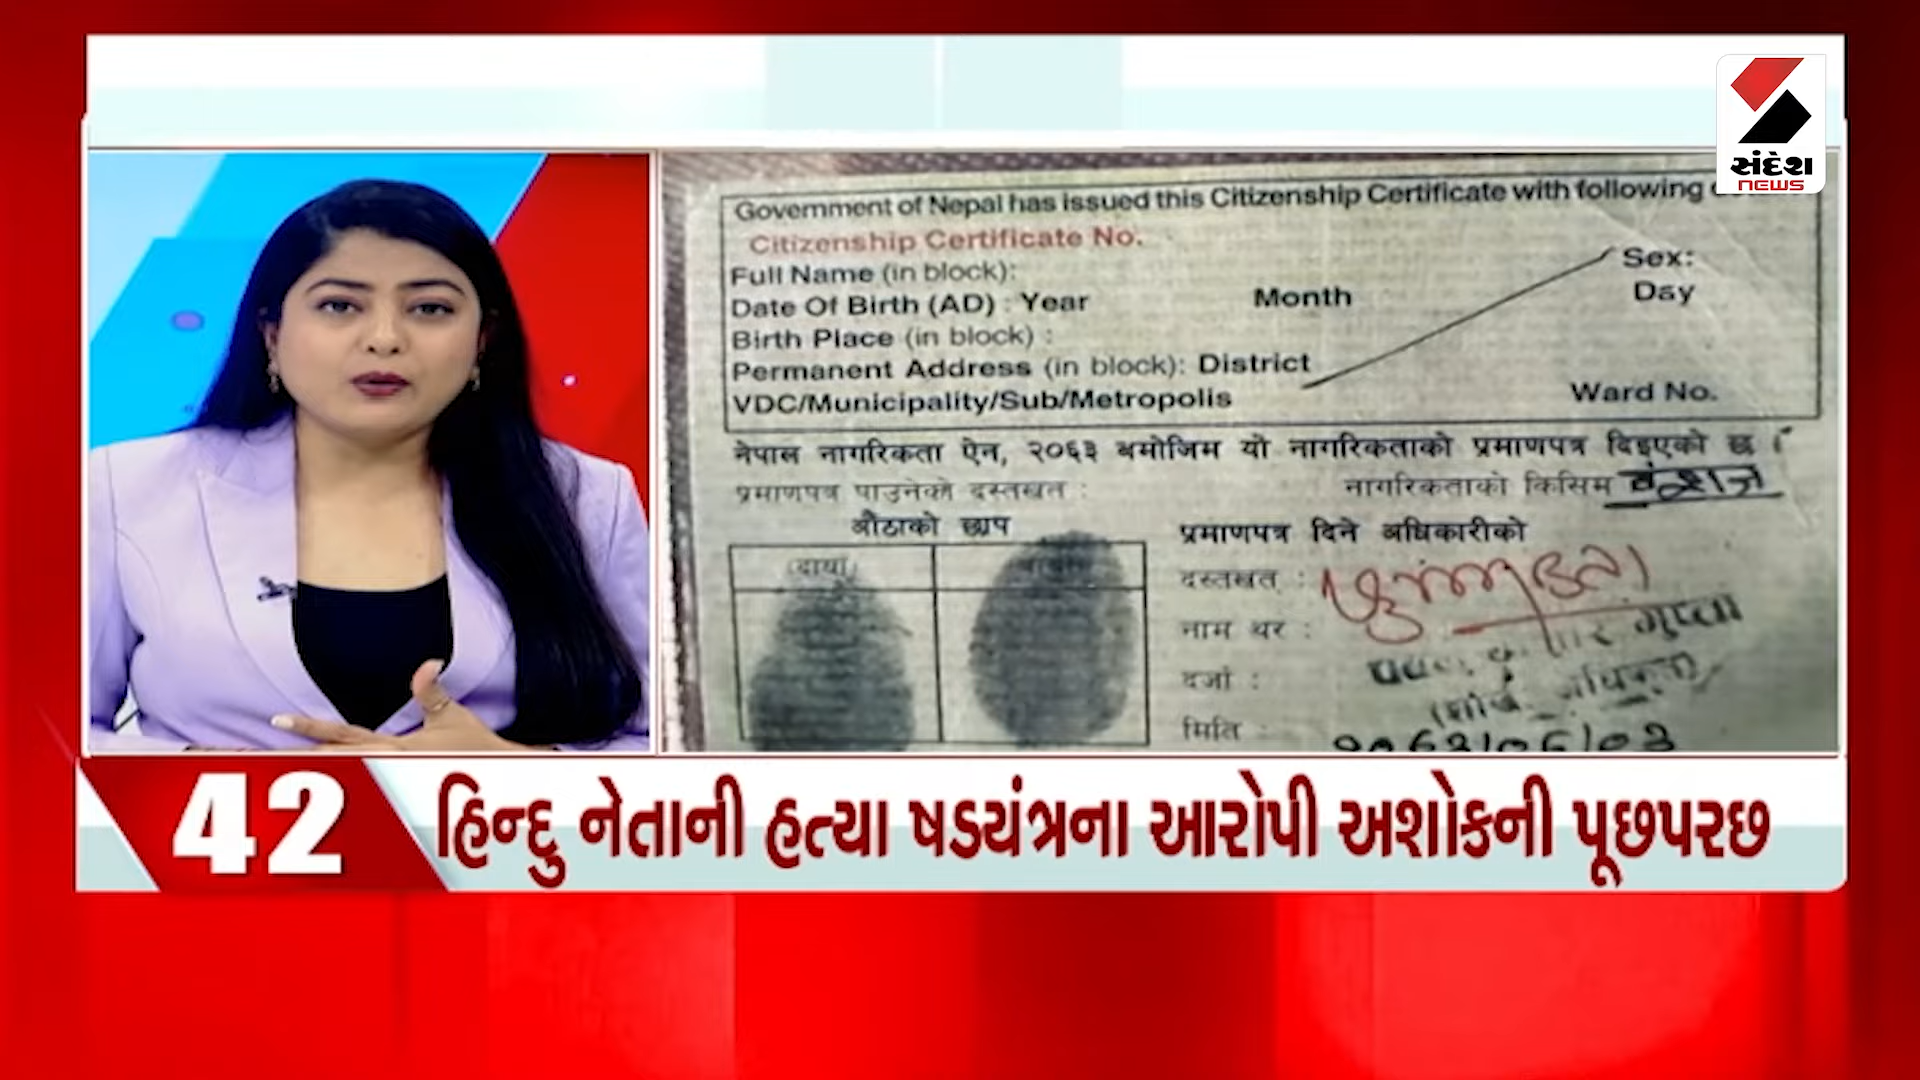 સંદેશ
NEWS
Government of Nepal has issued this Citizenship Certificate with following
Citizenship Certificate No.
Full Name (in block):
Sex:
Date Of Birth (AD) : Year Month Day
Birth Place (in block) :
Permanent Address (in block): District
VDC/Municipality/Sub/Metropolis Ward No.
नेपाल नागरिकता ऐन, २०६३ बमोजिम यो नागरिकताको प्रमाणपत्र दिइएको छ ।
प्रमाणपत्र पाउनेको दस्तखत :
नागरिकताको किसिम वंशज
औंठाको छाप
प्रमाणपत्र दिने अधिकारीको
(दायाँ)
दस्तखत :
नाम थर :
गुप्ता
दर्जा :
मिति :
42
હિન્દુ નેતાની હત્યા ષડયંત્રના આરોપી અશોકની પૂછપરછ